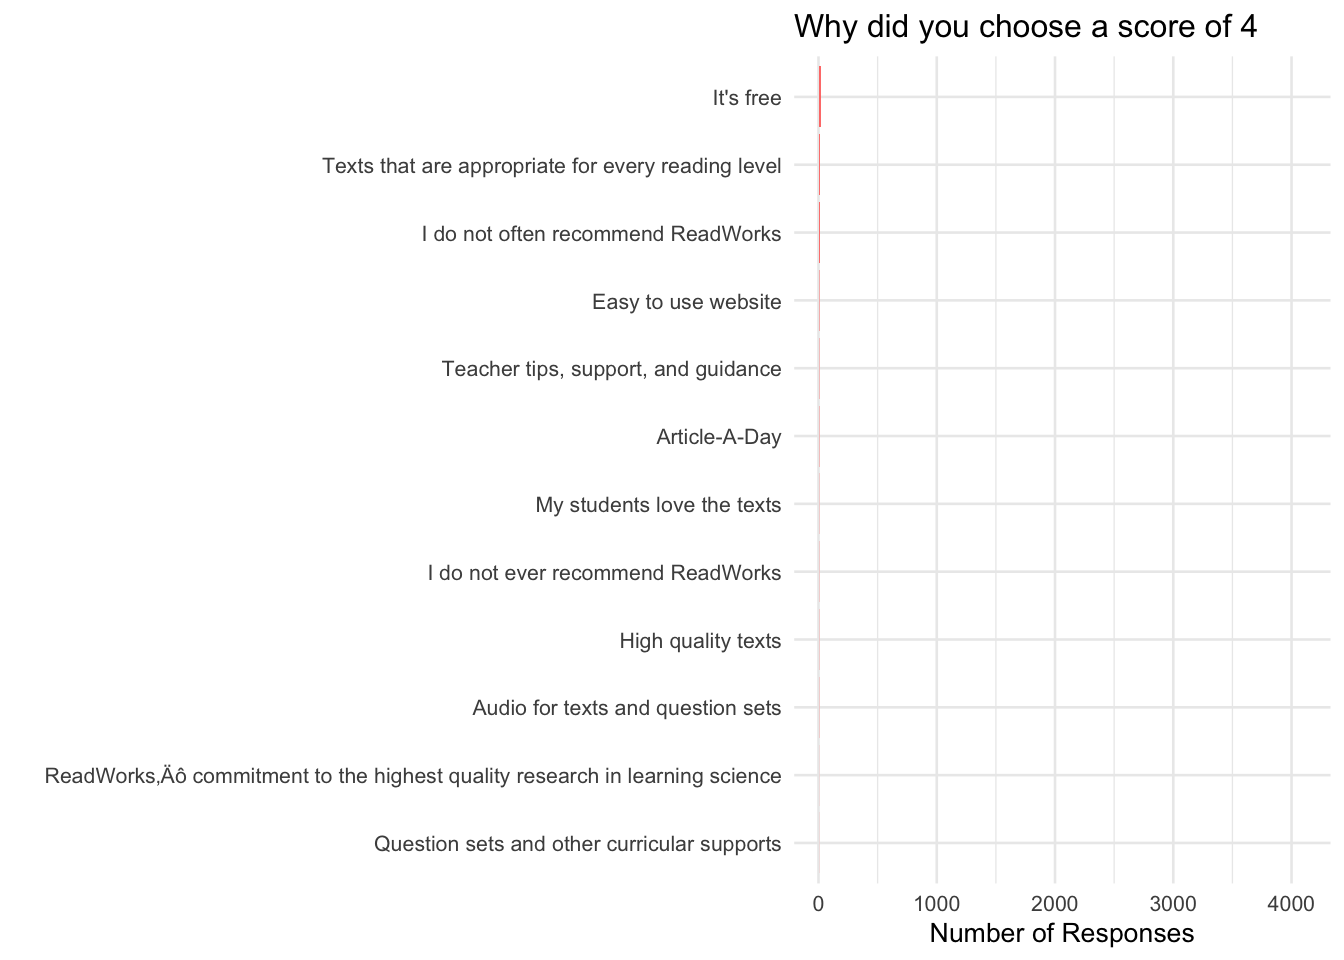 Why did you choose a score of 4
It's free
Texts that are appropriate for every reading level
I do not often recommend ReadWorks
Easy to use website
Teacher tips, support, and guidance
Article-A-Day
My students love the texts
I do not ever recommend ReadWorks
High quality texts
Audio for texts and question sets
ReadWorks‚Äô commitment to the highest quality research in learning science
Question sets and other curricular supports
0 1000 2000 3000 4000
Number of Responses